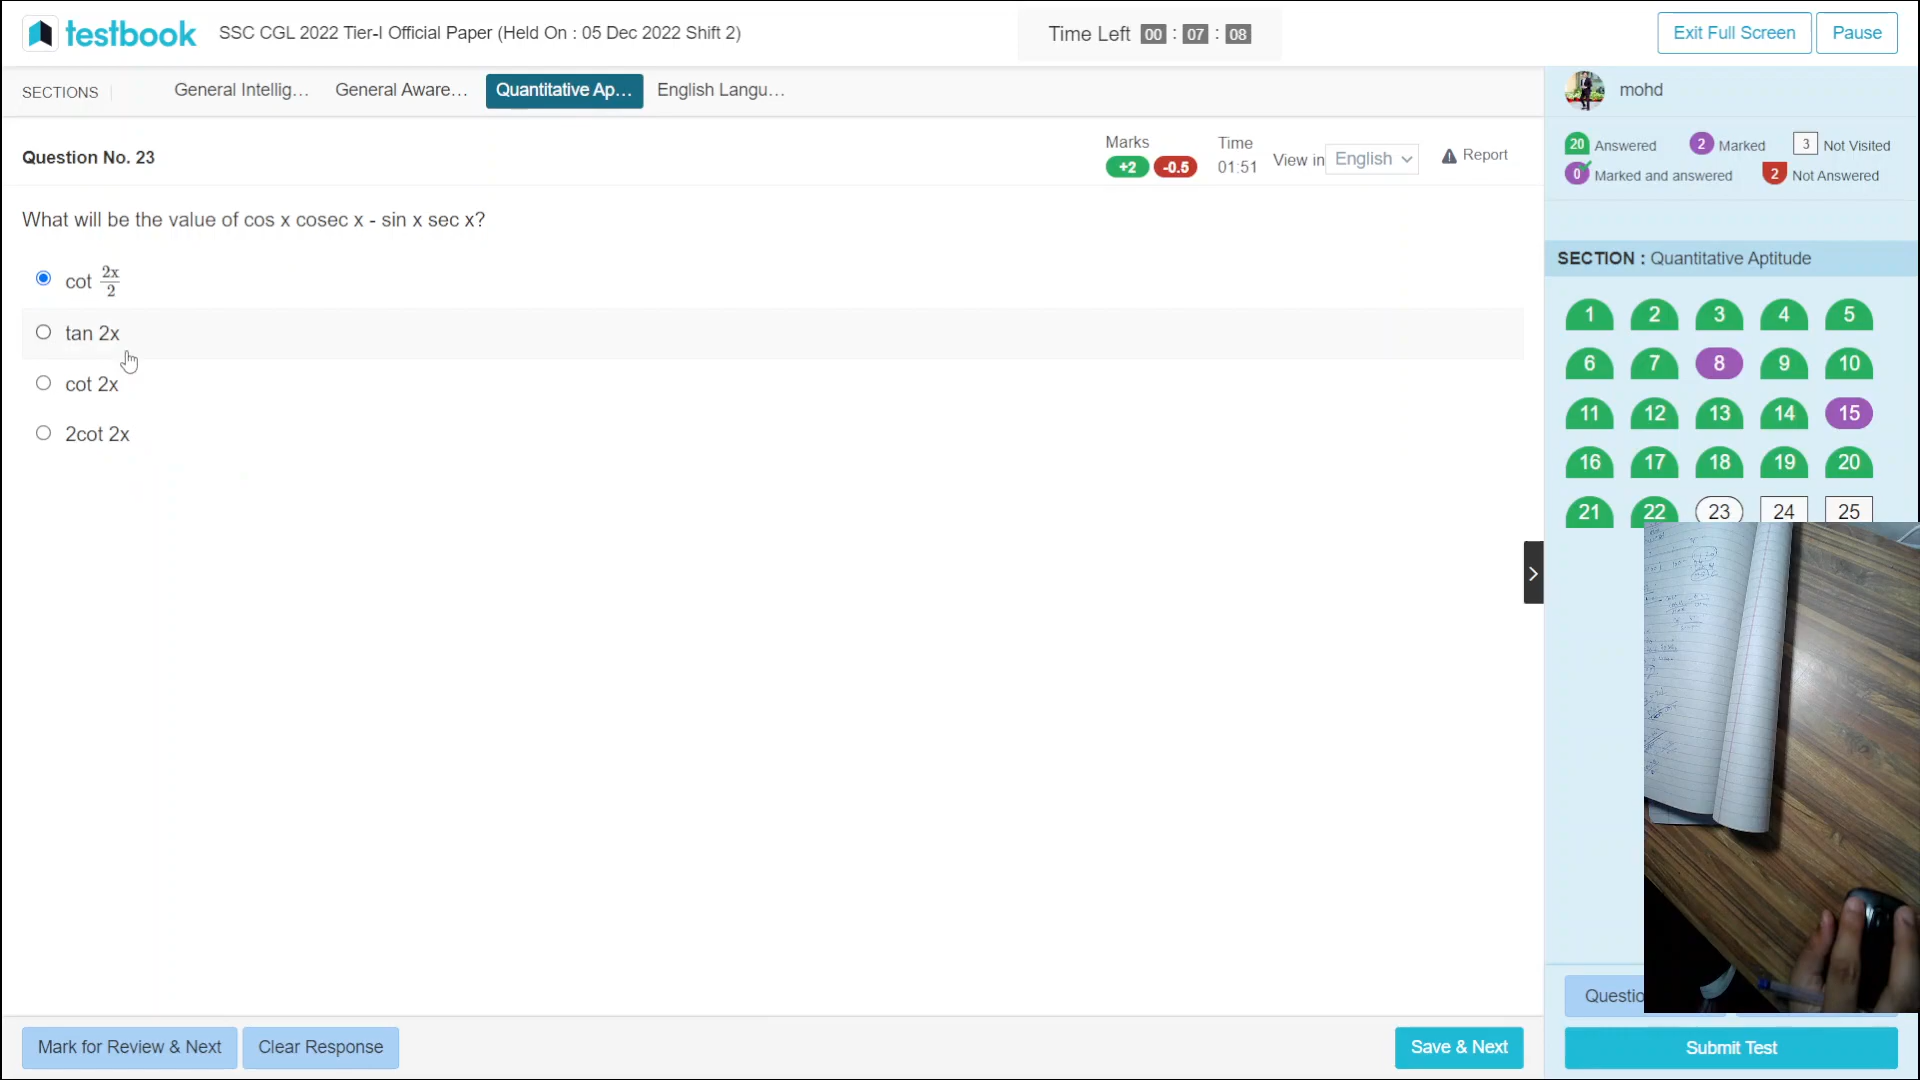 testbook
SSC CGL 2022 Tier-I Official Paper (Held On : 05 Dec 2022 Shift 2)
Time Left 00 : 07 : 08
Exit Full Screen
Pause
SECTIONS
General Intellig...
General Aware...
Quantitative Ap...
English Langu...
mohd
20 Answered
2 Marked
3 Not Visited
0 Marked and answered
2 Not Answered
Question No. 23
Marks
+2 -0.5
Time
01:51
View in English
Report
What will be the value of cos x cosec x - sin x sec x?
cot 2x/2
tan 2x
cot 2x
2cot 2x
SECTION : Quantitative Aptitude
1 2 3 4 5
6 7 8 9 10
11 12 13 14 15
16 17 18 19 20
21 22 23 24 25
Questio
Mark for Review & Next
Clear Response
Save & Next
Submit Test